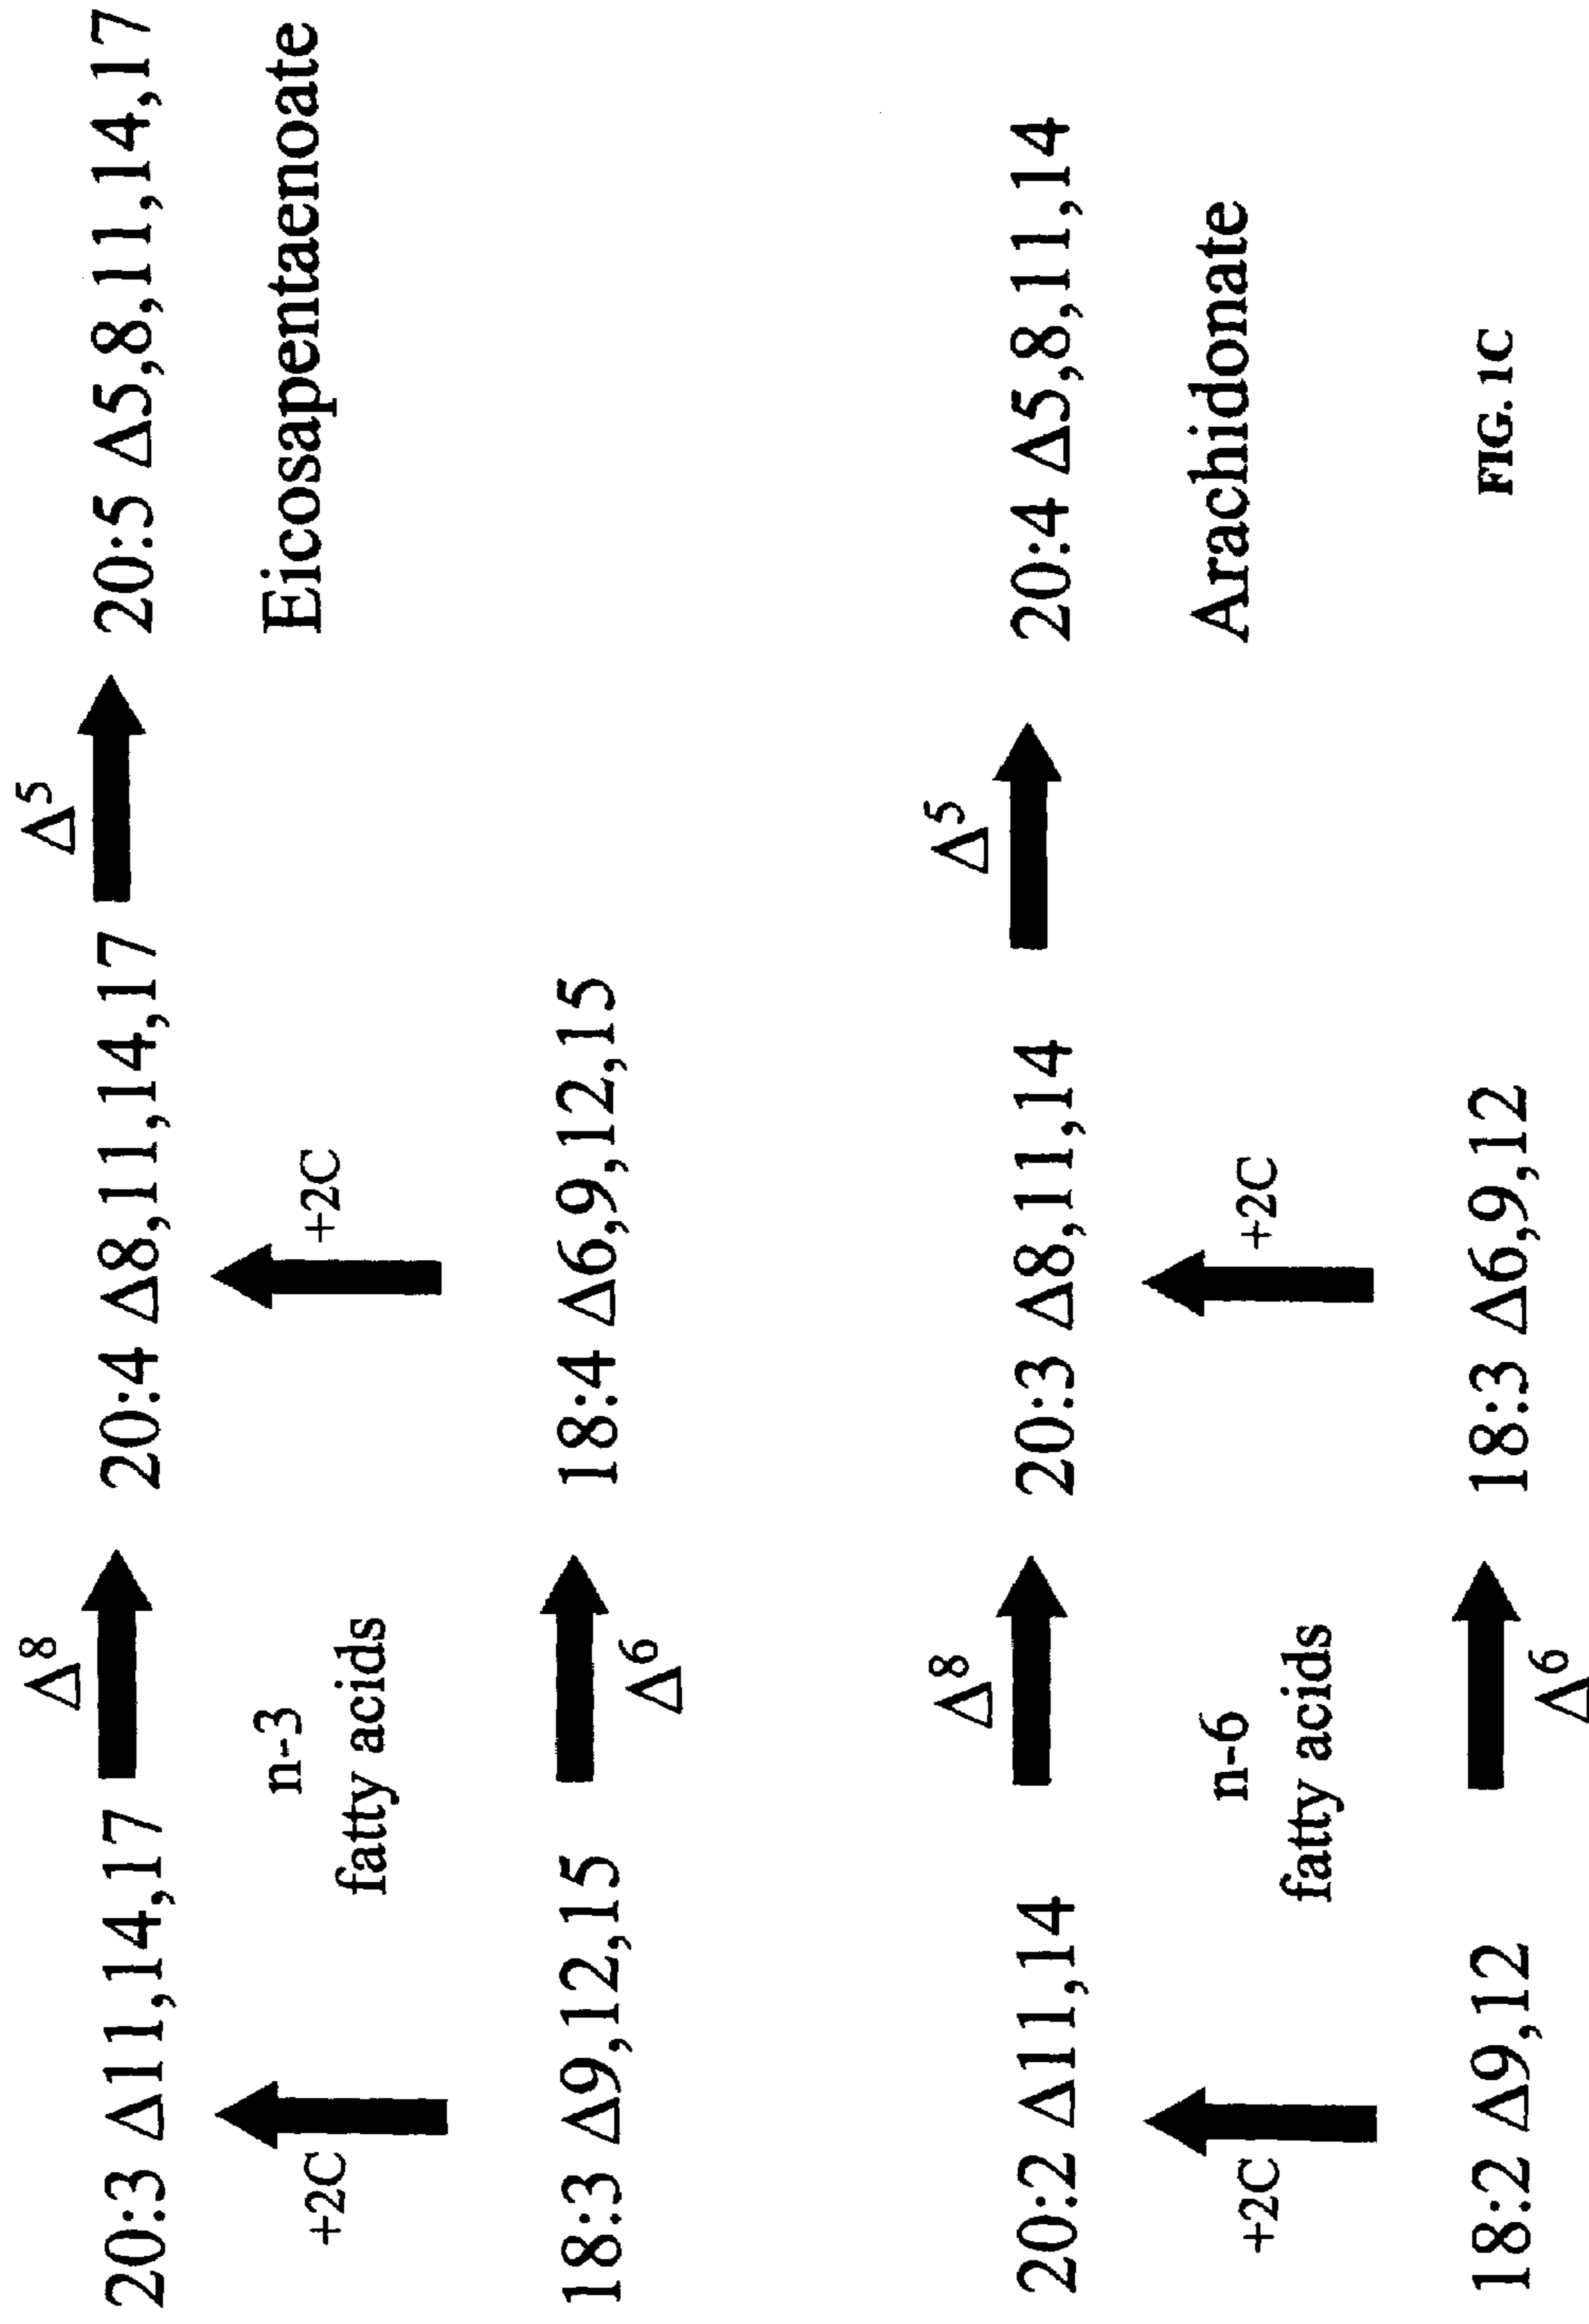 Δ8
Δ5
20:3 Δ11,14,17
20:4 Δ8,11,14,17
20:5 Δ5,8,11,14,17
+2C
n-3
fatty acids
+2C
Eicosapentaenoate
18:3 Δ9,12,15
18:4 Δ6,9,12,15
Δ6
Δ8
Δ5
20:2 Δ11,14
20:3 Δ8,11,14
20:4 Δ5,8,11,14
+2C
n-6
fatty acids
+2C
Arachidonate
18:2 Δ9,12
18:3 Δ6,9,12
Δ6
FIG. 1C